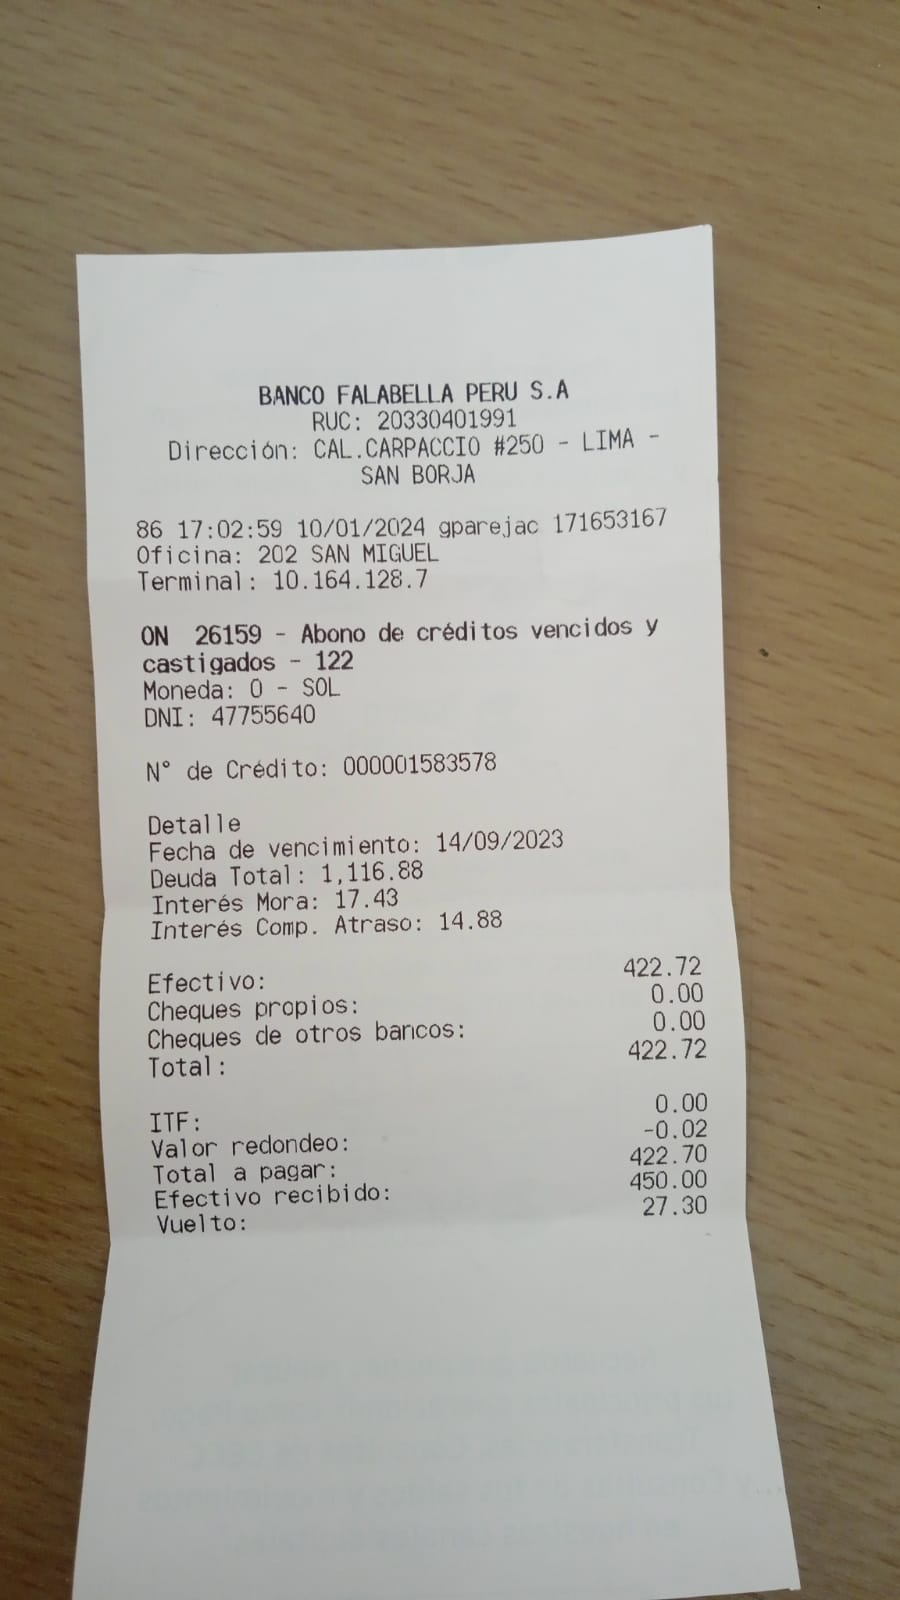 BANCO FALABELLA PERU S.A
RUC: 20330401991
Dirección: CAL.CARPACCIO #250 - LIMA -
SAN BORJA
86 17:02:59 10/01/2024 gparejac 171653167
Oficina: 202 SAN MIGUEL
Terminal: 10.164.128.7
ON 26159 - Abono de créditos vencidos y
castigados - 122
Moneda: 0 - SOL
DNI: 47755640
N° de Crédito: 000001583578
Detalle
Fecha de vencimiento: 14/09/2023
Deuda Total: 1,116.88
Interés Mora: 17.43
Interés Comp. Atraso: 14.88
Efectivo: 422.72
Cheques propios: 0.00
Cheques de otros bancos: 0.00
Total: 422.72
ITF: 0.00
Valor redondeo: -0.02
Total a pagar: 422.70
Efectivo recibido: 450.00
Vuelto: 27.30